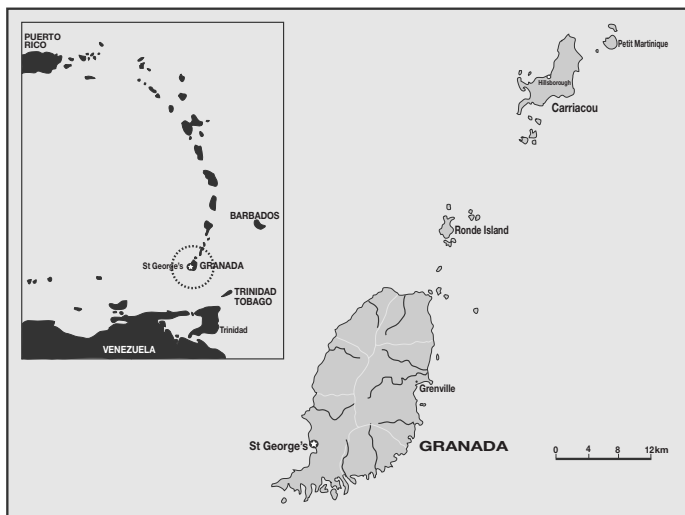 PUERTO
RICO
BARBADOS
St George's
GRANADA
TRINIDAD
TOBAGO
Trinidad
VENEZUELA
Petit Martinique
Hillsborough
Carriacou
Ronde Island
Grenville
St George's
GRANADA
0 4 8 12km